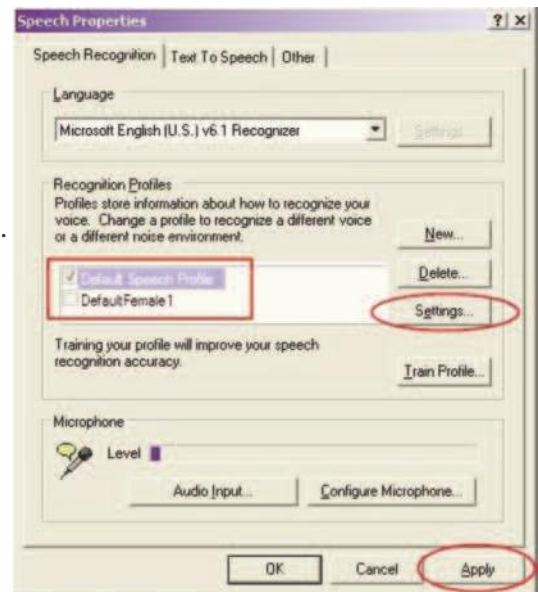 Speech Properties
Speech Recognition Text To Speech Other
Language
Microsoft English (U.S.) v6.1 Recognizer
Settings...
Recognition Profiles
Profiles store information about how to recognize your
voice. Change a profile to recognize a different voice
or a different noise environment.
New...
Default Speech Profile
Delete...
DefaultFemale1
Settings...
Training your profile will improve your speech
recognition accuracy.
Train Profile...
Microphone
Level
Audio Input...
Configure Microphone...
OK Cancel Apply